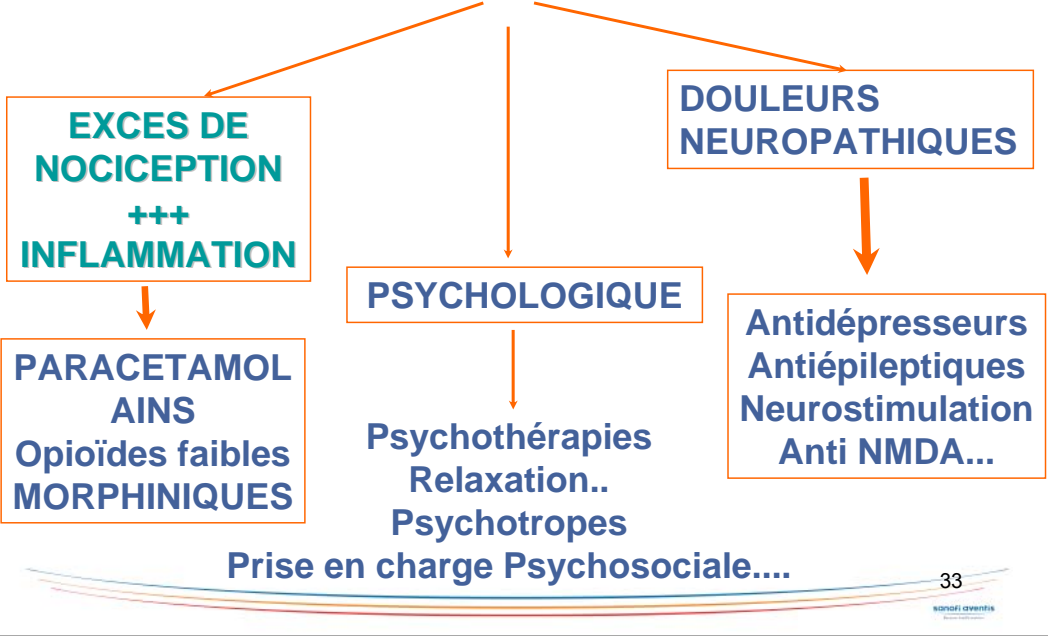 EXCES DE
NOCICEPTION
+++
INFLAMMATION
PARACETAMOL
AINS
Opioïdes faibles
MORPHINIQUES
PSYCHOLOGIQUE
Psychothérapies
Relaxation..
Psychotropes
Prise en charge Psychosociale....
DOULEURS
NEUROPATHIQUES
Antidépresseurs
Antiépileptiques
Neurostimulation
Anti NMDA...
33
sanofi aventis